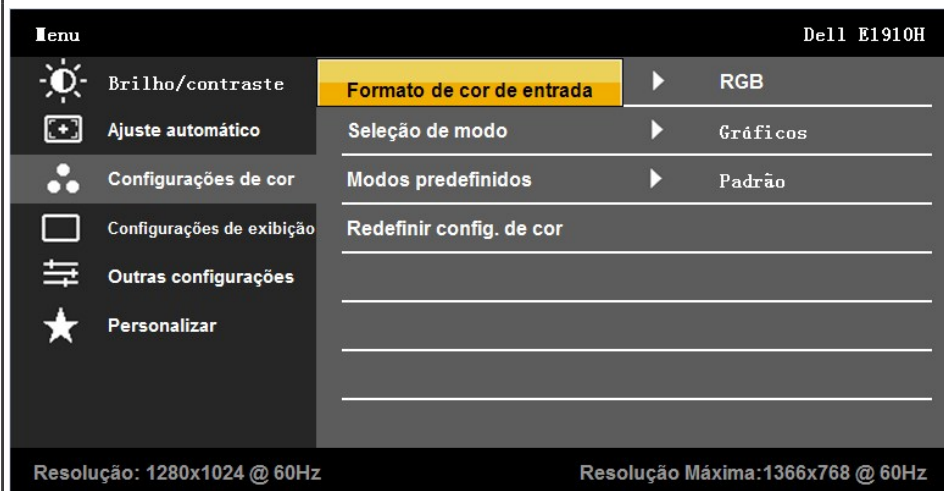 Menu
Dell E1910H
Brilho/contraste
Formato de cor de entrada
RGB
Ajuste automático
Seleção de modo
Gráficos
Configurações de cor
Modos predefinidos
Padrão
Configurações de exibição
Redefinir config. de cor
Outras configurações
Personalizar
Resolução: 1280x1024 @ 60Hz
Resolução Máxima:1366x768 @ 60Hz